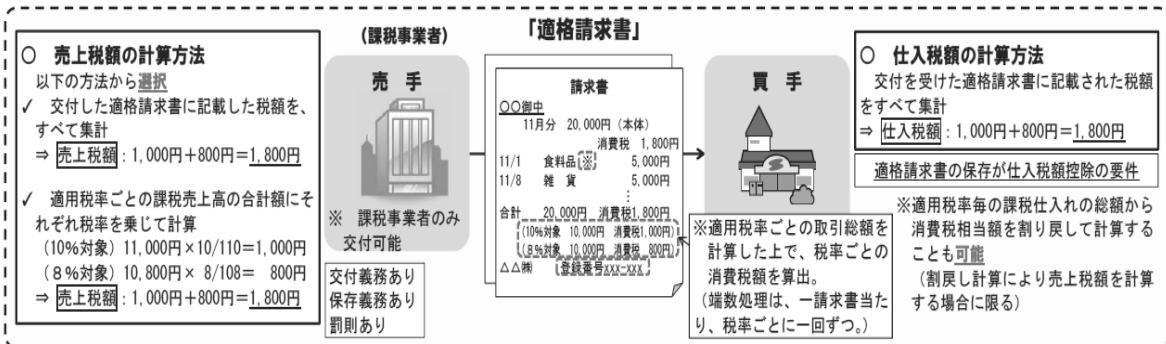 ○ 売上税額の計算方法
以下の方法から選択
✓ 交付した適格請求書に記載した税額を、
すべて集計
⇒ 売上税額：1,000円＋800円＝1,800円
✓ 適用税率ごとの課税売上高の合計額にそ
れぞれ税率を乗じて計算
（10％対象）11,000円×10/110＝1,000円
（８％対象）10,800円× 8/108＝ 800円
⇒ 売上税額：1,000円＋800円＝1,800円
（課税事業者）
売 手
※ 課税事業者のみ
交付可能
交付義務あり
保存義務あり
罰則あり
「適格請求書」
請求書
○○御中
11月分 20,000円（本体）
消費税 1,800円
11/1 食料品※ 5,000円
11/8 雑 貨 5,000円
⋮
合計 20,000円 消費税1,800円
（10％対象 10,000円 消費税1,000円）
（８％対象 10,000円 消費税 800円）
△△㈱ 登録番号xxx-xxx
買 手
※適用税率ごとの取引総額を
計算した上で、税率ごとの
消費税額を算出。
（端数処理は、一請求書当た
り、税率ごとに一回ずつ。）
○ 仕入税額の計算方法
交付を受けた適格請求書に記載された税額
をすべて集計
⇒ 仕入税額：1,000円＋800円＝1,800円
適格請求書の保存が仕入税額控除の要件
※適用税率毎の課税仕入れの総額から
消費税相当額を割り戻して計算する
ことも可能
（割戻し計算により売上税額を計算
する場合に限る）